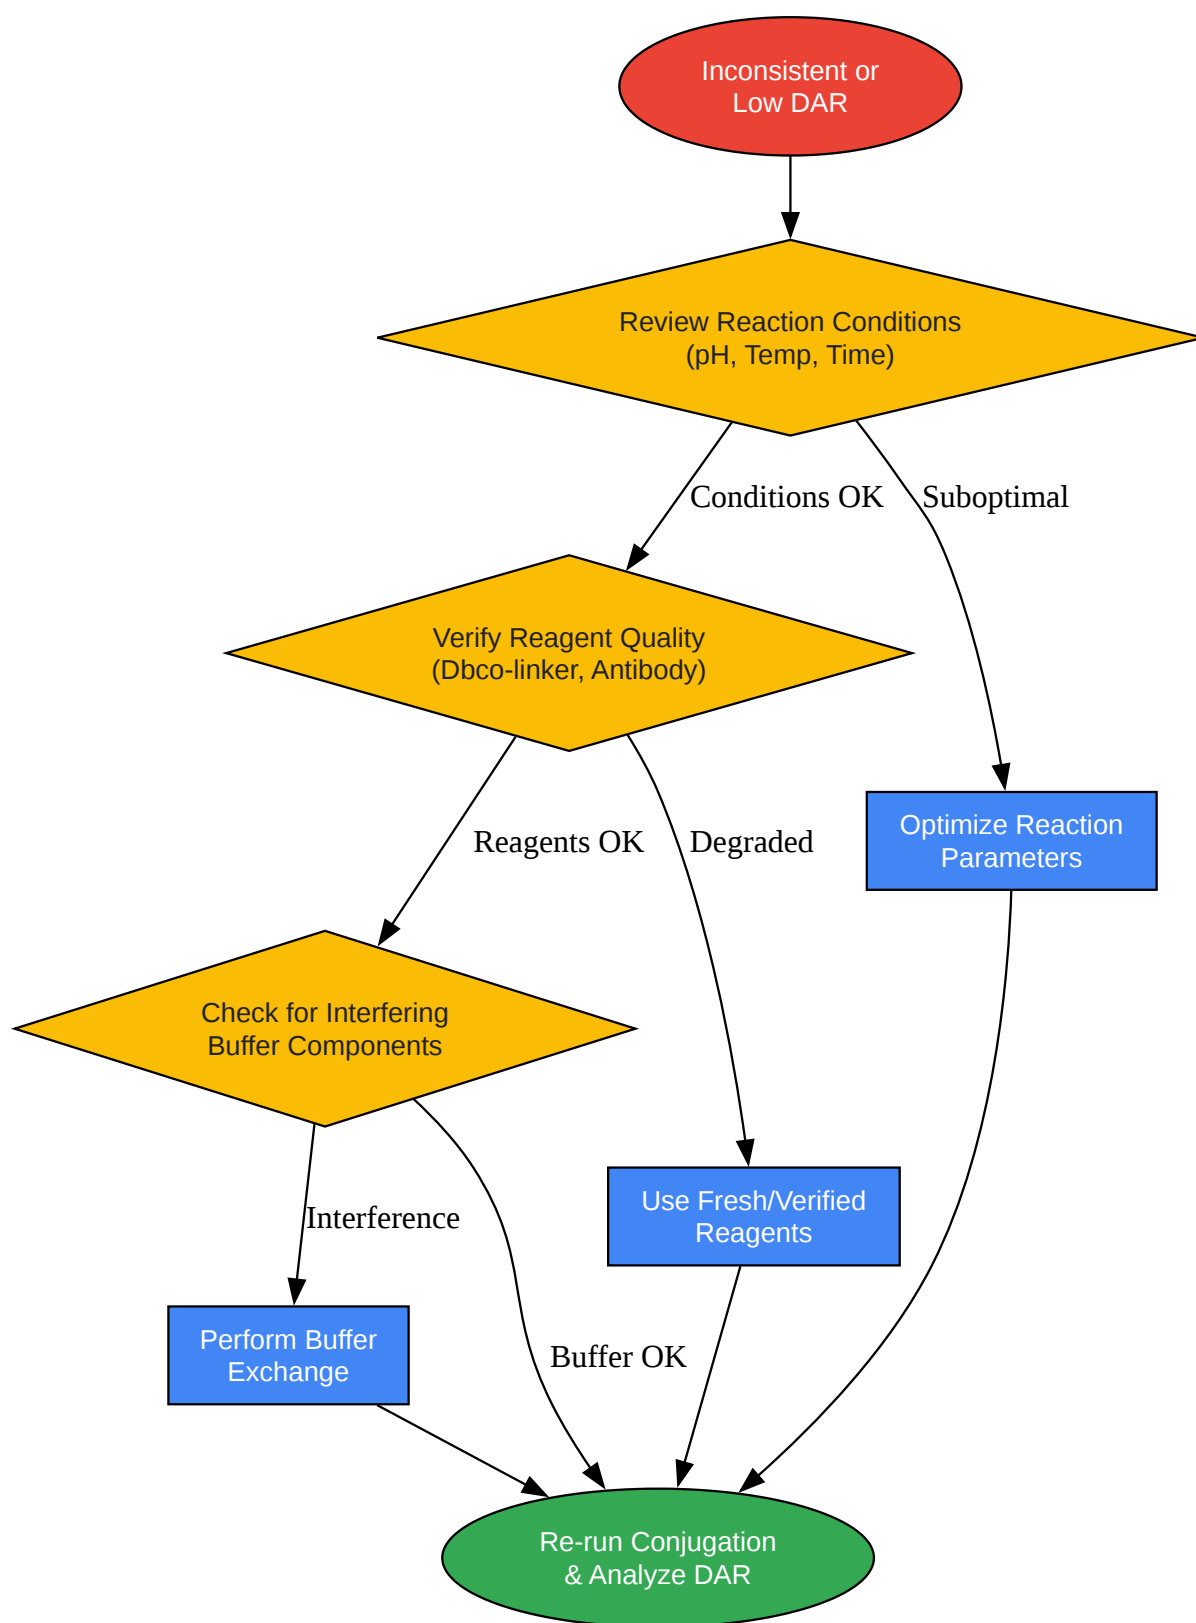 Inconsistent or
Low DAR
Review Reaction Conditions
(pH, Temp, Time)
Conditions OK
Suboptimal
Verify Reagent Quality
(Dbco-linker, Antibody)
Optimize Reaction
Parameters
Reagents OK
Degraded
Check for Interfering
Buffer Components
Use Fresh/Verified
Reagents
Interference
Perform Buffer
Exchange
Buffer OK
Re-run Conjugation
& Analyze DAR